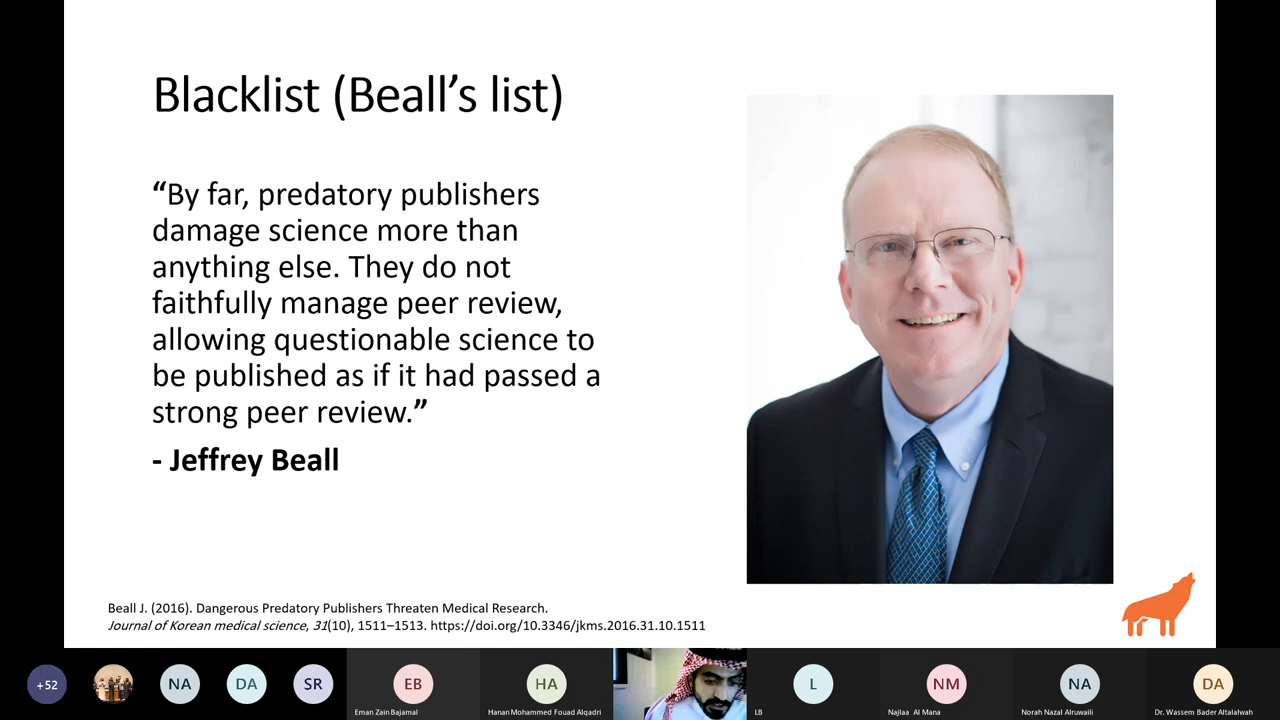 Blacklist (Beall’s list)
“By far, predatory publishers
damage science more than
anything else. They do not
faithfully manage peer review,
allowing questionable science to
be published as if it had passed a
strong peer review.”
- Jeffrey Beall
Beall J. (2016). Dangerous Predatory Publishers Threaten Medical Research.
Journal of Korean medical science, 31(10), 1511–1513. https://doi.org/10.3346/jkms.2016.31.10.1511
+52
NA
DA
SR
EB
Eman Zain Bajamal
HA
Hanan Mohammed Fouad Alqadri
L
LB
NM
Najlaa Al Mana
NA
Norah Nazal Alruwaili
DA
Dr. Wassem Bader Altalalwah